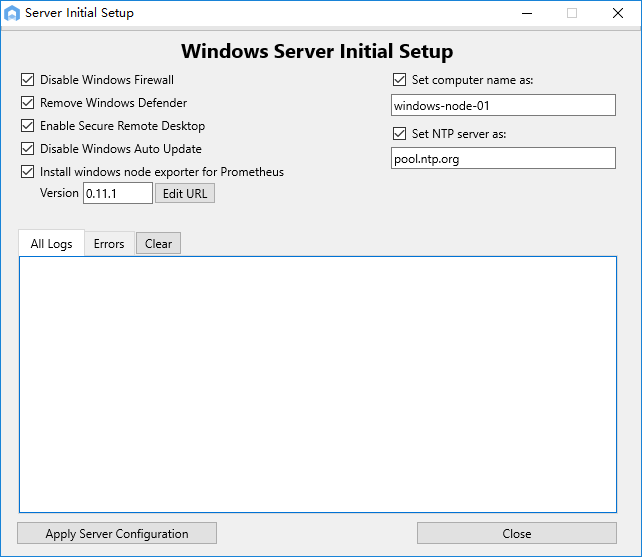 Server Initial Setup
Windows Server Initial Setup
Disable Windows Firewall
Remove Windows Defender
Enable Secure Remote Desktop
Disable Windows Auto Update
Install windows node exporter for Prometheus
Version 0.11.1 Edit URL
Set computer name as:
windows-node-01
Set NTP server as:
pool.ntp.org
All Logs Errors Clear
Apply Server Configuration Close